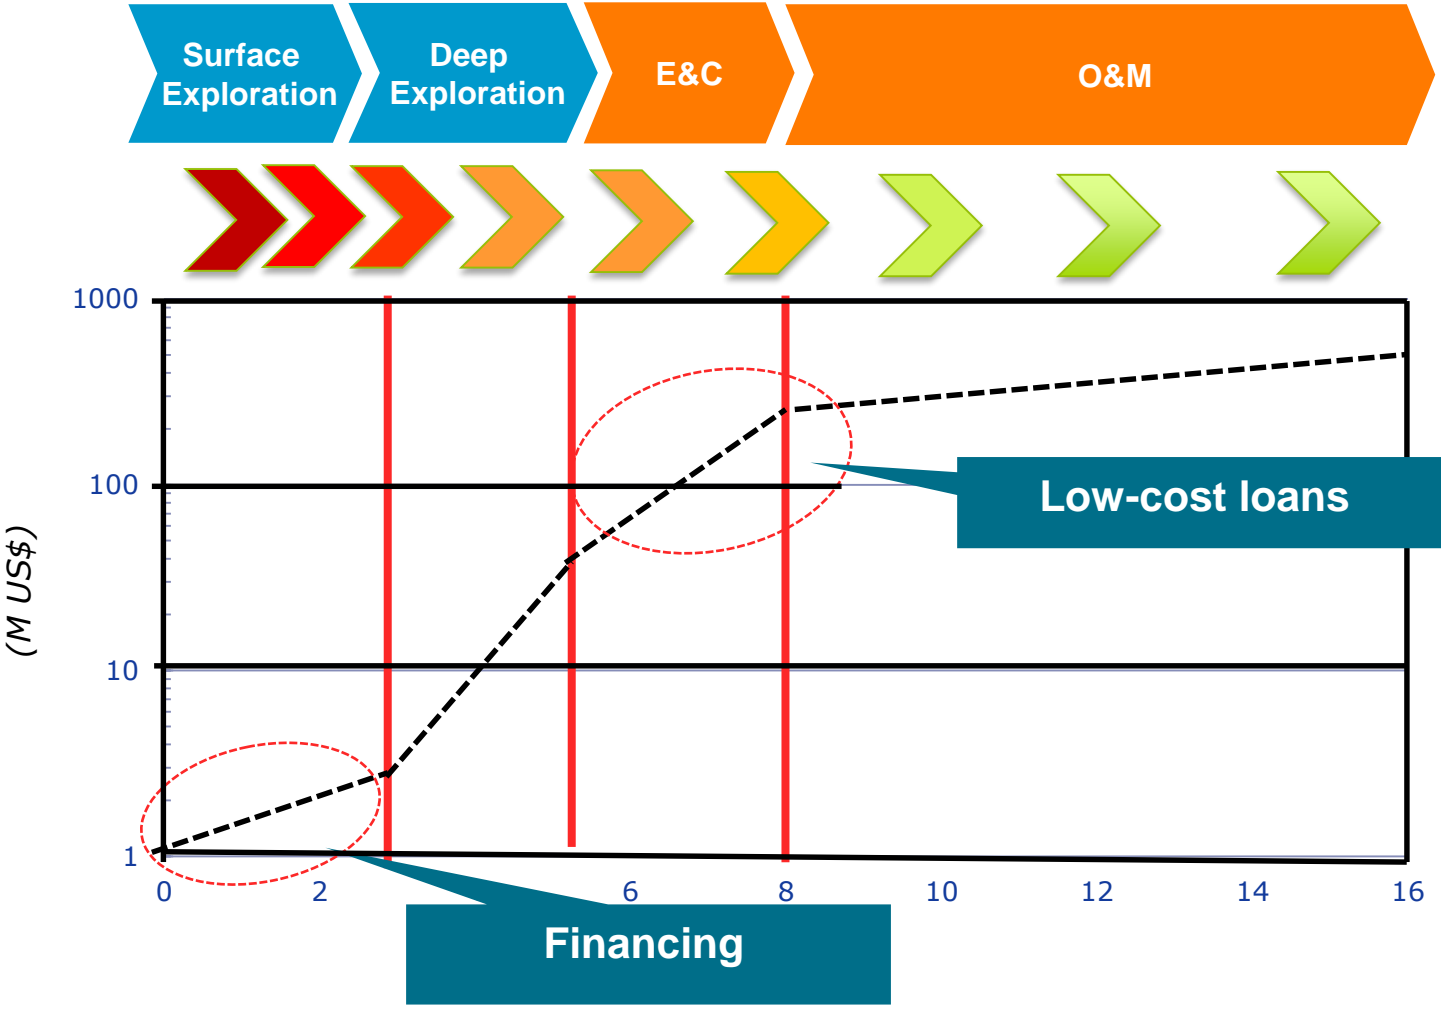 Surface
Exploration
Deep
Exploration
E&C
O&M
1000
100
10
1
(M US$)
Low-cost loans
0
2
6
8
10
12
14
16
Financing